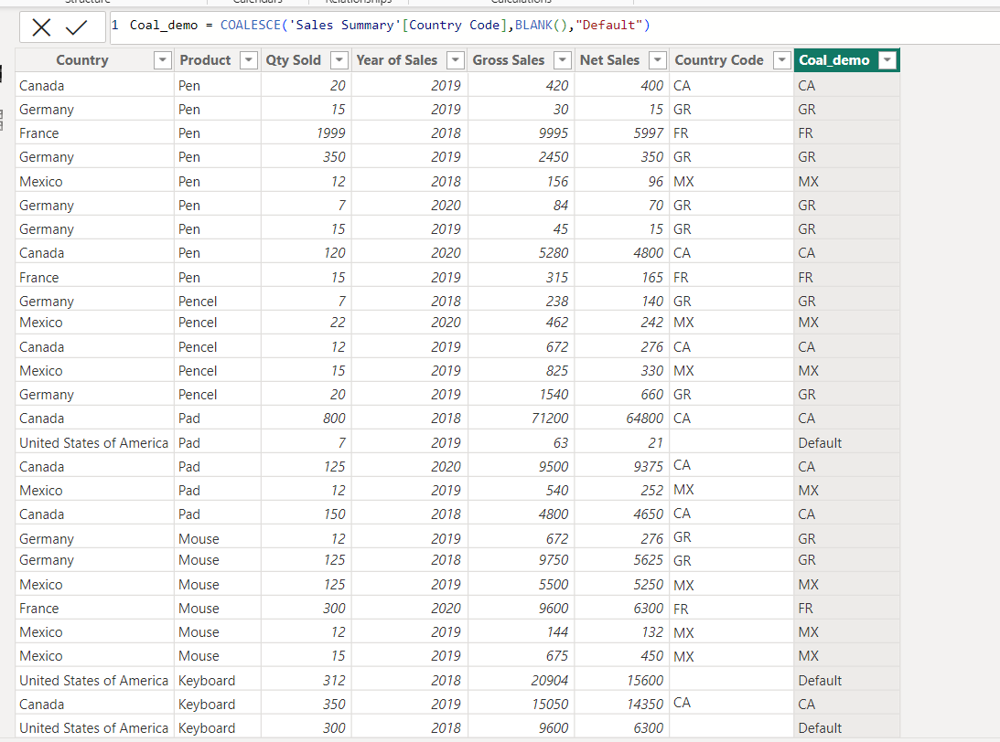 Structure Calendars Relationships Calculations
1 Coal_demo = COALESCE('Sales Summary'[Country Code],BLANK(),"Default")
Country Product Qty Sold Year of Sales Gross Sales Net Sales Country Code Coal_demo
Canada Pen 20 2019 420 400 CA CA
Germany Pen 15 2019 30 15 GR GR
France Pen 1999 2018 9995 5997 FR FR
Germany Pen 350 2019 2450 350 GR GR
Mexico Pen 12 2018 156 96 MX MX
Germany Pen 7 2020 84 70 GR GR
Germany Pen 15 2019 45 15 GR GR
Canada Pen 120 2020 5280 4800 CA CA
France Pen 15 2019 315 165 FR FR
Germany Pencel 7 2018 238 140 GR GR
Mexico Pencel 22 2020 462 242 MX MX
Canada Pencel 12 2019 672 276 CA CA
Mexico Pencel 15 2019 825 330 MX MX
Germany Pencel 20 2019 1540 660 GR GR
Canada Pad 800 2018 71200 64800 CA CA
United States of America Pad 7 2019 63 21 Default
Canada Pad 125 2020 9500 9375 CA CA
Mexico Pad 12 2019 540 252 MX MX
Canada Pad 150 2018 4800 4650 CA CA
Germany Mouse 12 2019 672 276 GR GR
Germany Mouse 125 2018 9750 5625 GR GR
Mexico Mouse 125 2019 5500 5250 MX MX
France Mouse 300 2020 9600 6300 FR FR
Mexico Mouse 12 2019 144 132 MX MX
Mexico Mouse 15 2019 675 450 MX MX
United States of America Keyboard 312 2018 20904 15600 Default
Canada Keyboard 350 2019 15050 14350 CA CA
United States of America Keyboard 300 2018 9600 6300 Default